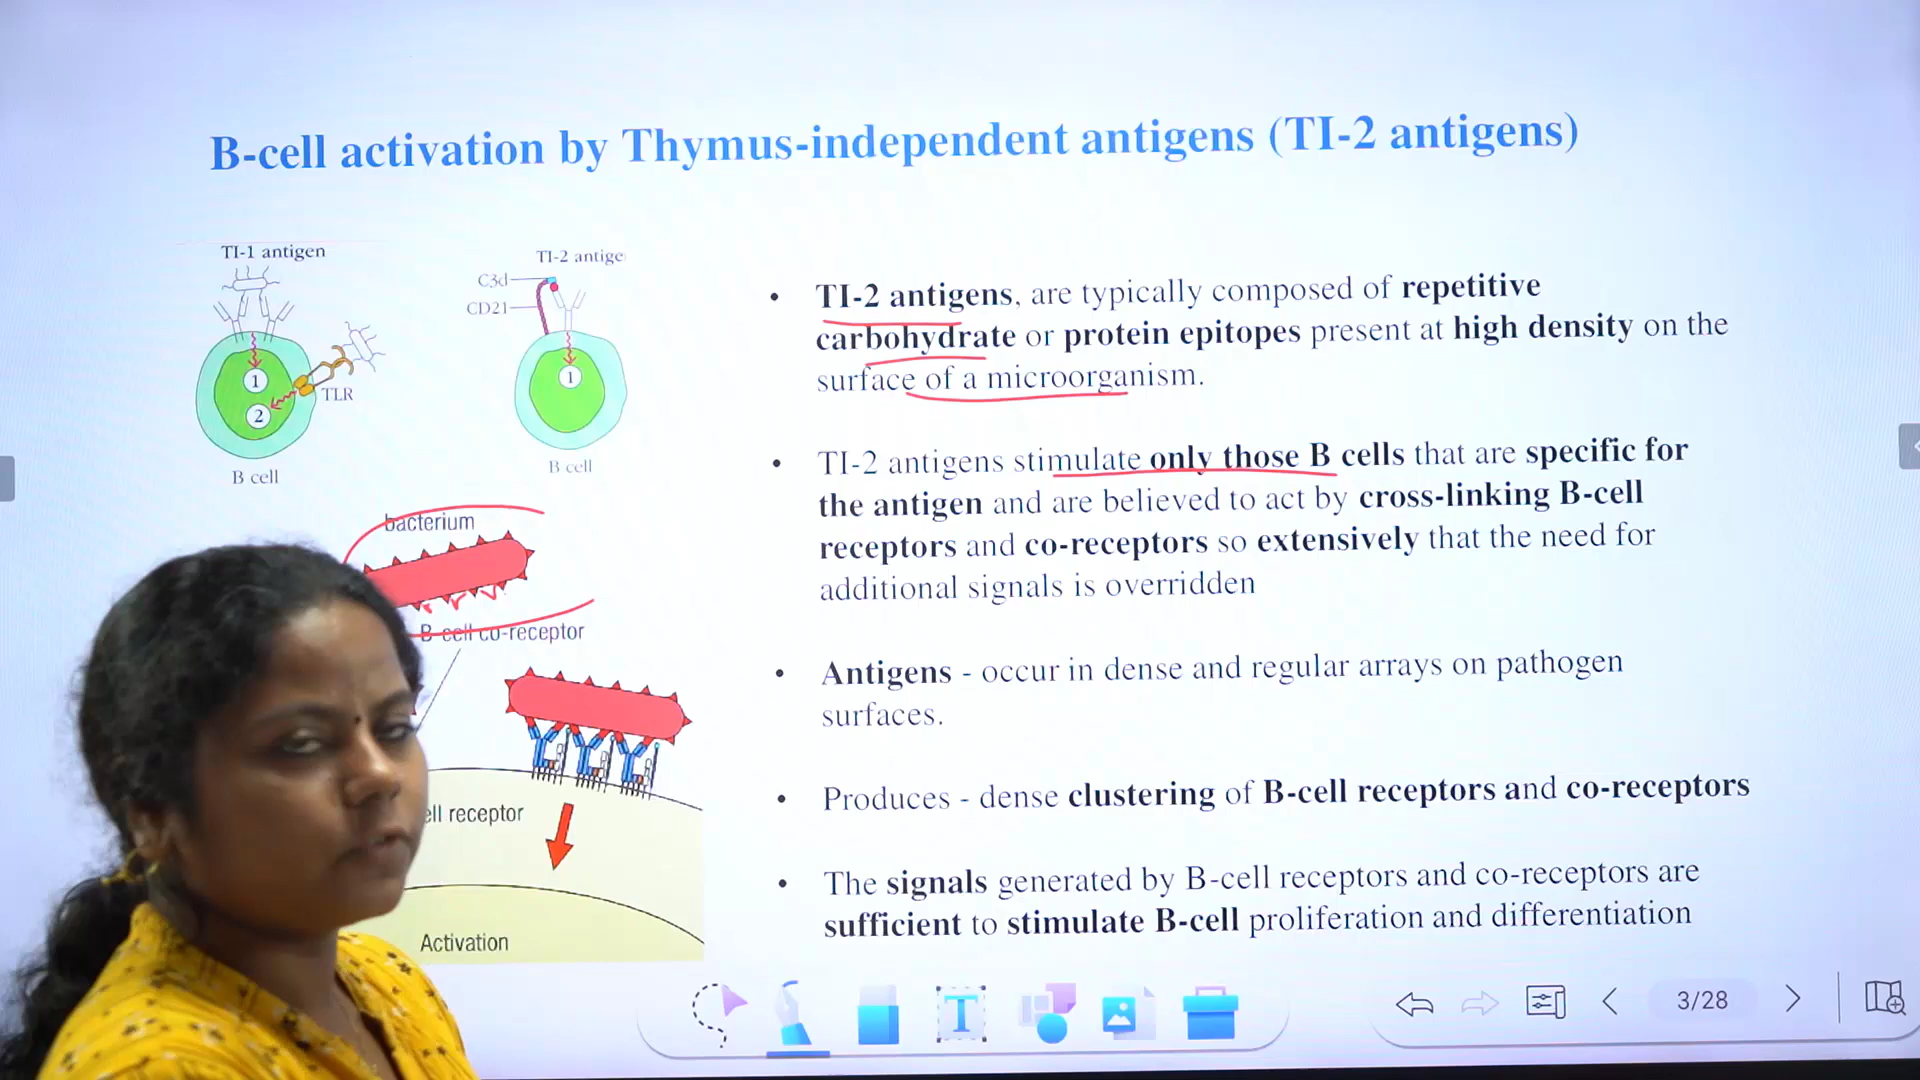 B-cell activation by Thymus-independent antigens (TI-2 antigens)
TI-1 antigen
1
2
TLR
B cell
TI-2 antige
C3d
CD21
1
B cell
bacterium
B-cell co-receptor
ell receptor
Activation
• TI-2 antigens, are typically composed of repetitive
carbohydrate or protein epitopes present at high density on the
surface of a microorganism.
• TI-2 antigens stimulate only those B cells that are specific for
the antigen and are believed to act by cross-linking B-cell
receptors and co-receptors so extensively that the need for
additional signals is overridden
• Antigens - occur in dense and regular arrays on pathogen
surfaces.
• Produces - dense clustering of B-cell receptors and co-receptors
• The signals generated by B-cell receptors and co-receptors are
sufficient to stimulate B-cell proliferation and differentiation
T
3/28